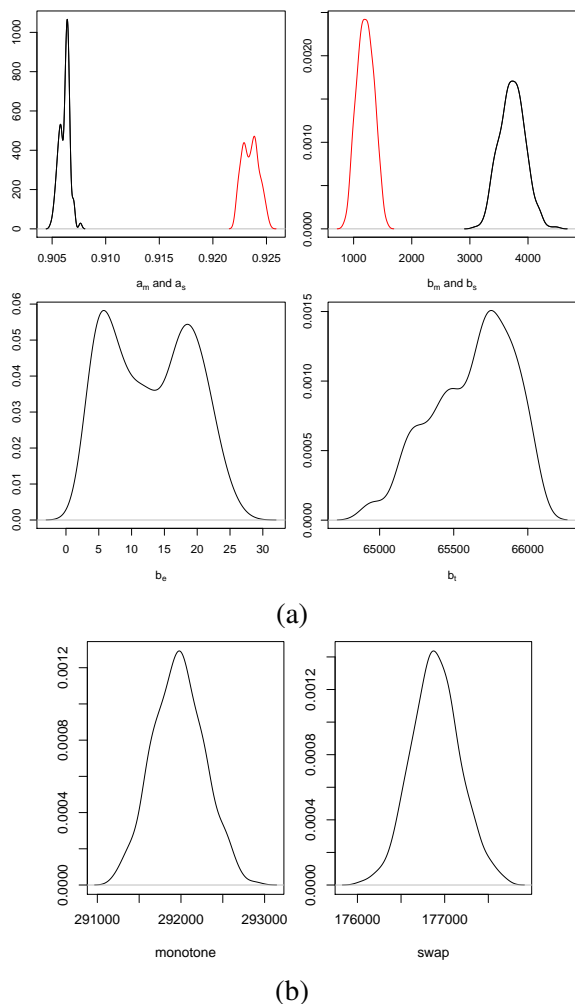 0 200 400 600 800 1000
0.905 0.910 0.915 0.920 0.925
a_m and a_s
0.0000 0.0010 0.0020
1000 2000 3000 4000
b_m and b_s
0.00 0.01 0.02 0.03 0.04 0.05 0.06
0 5 10 15 20 25 30
b_e
0.0000 0.0005 0.0010 0.0015
65000 65500 66000
b_t
(a)
0.0000 0.0004 0.0008 0.0012
291000 292000 293000
monotone
0.0000 0.0004 0.0008 0.0012
176000 177000
swap
(b)